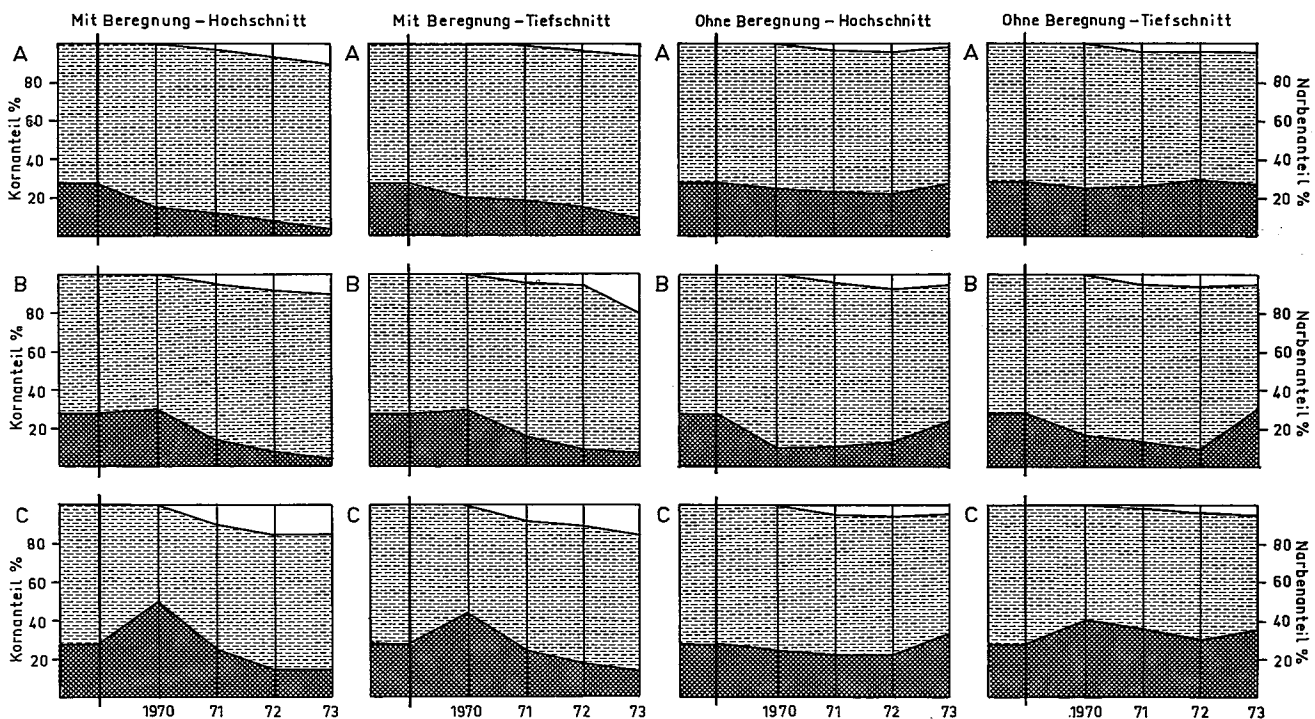 Mit Beregnung – Hochschnitt
Mit Beregnung – Tiefschnitt
Ohne Beregnung – Hochschnitt
Ohne Beregnung – Tiefschnitt
A
A
A
A
Kornanteil %
80
60
40
20
80
60
40
20
Narbenanteil %
B
B
B
B
Kornanteil %
80
60
40
20
80
60
40
20
Narbenanteil %
C
C
C
C
Kornanteil %
80
60
40
20
80
60
40
20
Narbenanteil %
1970 71 72 73
1970 71 72 73
1970 71 72 73
1970 71 72 73